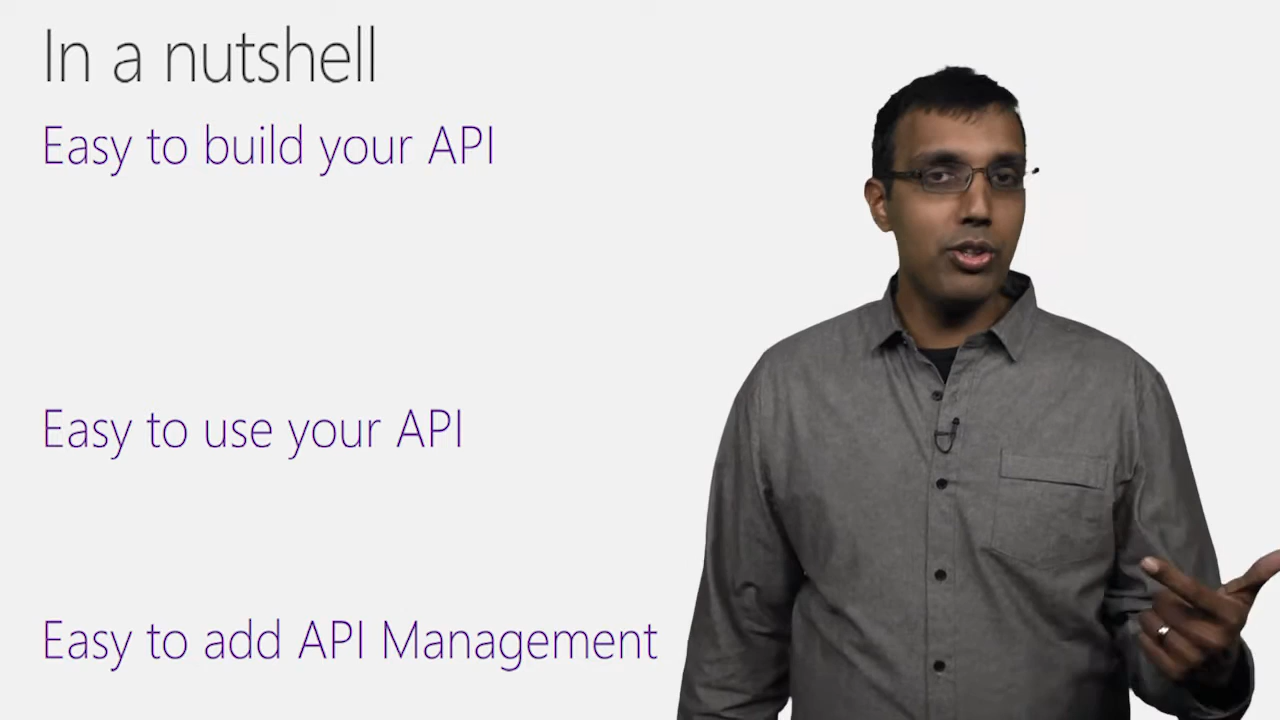 In a nutshell
Easy to build your API
Easy to use your API
Easy to add API Management